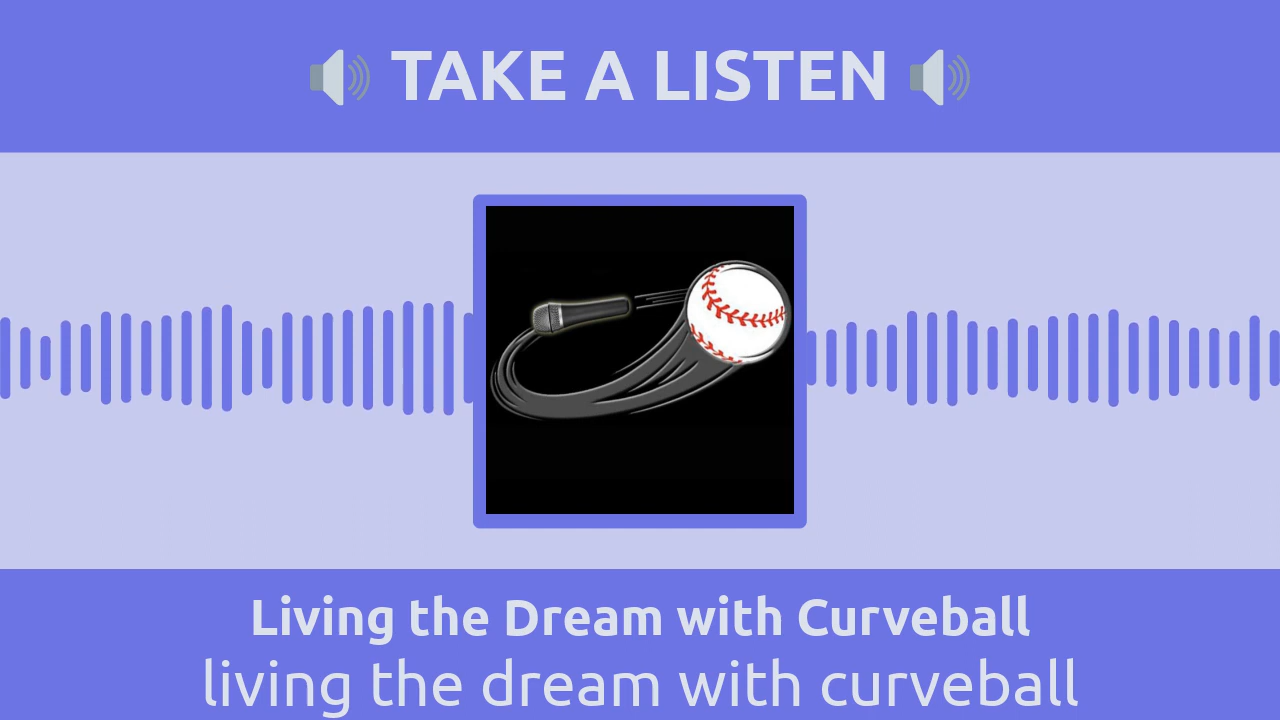 🔊 TAKE A LISTEN 🔊
Living the Dream with Curveball
living the dream with curveball